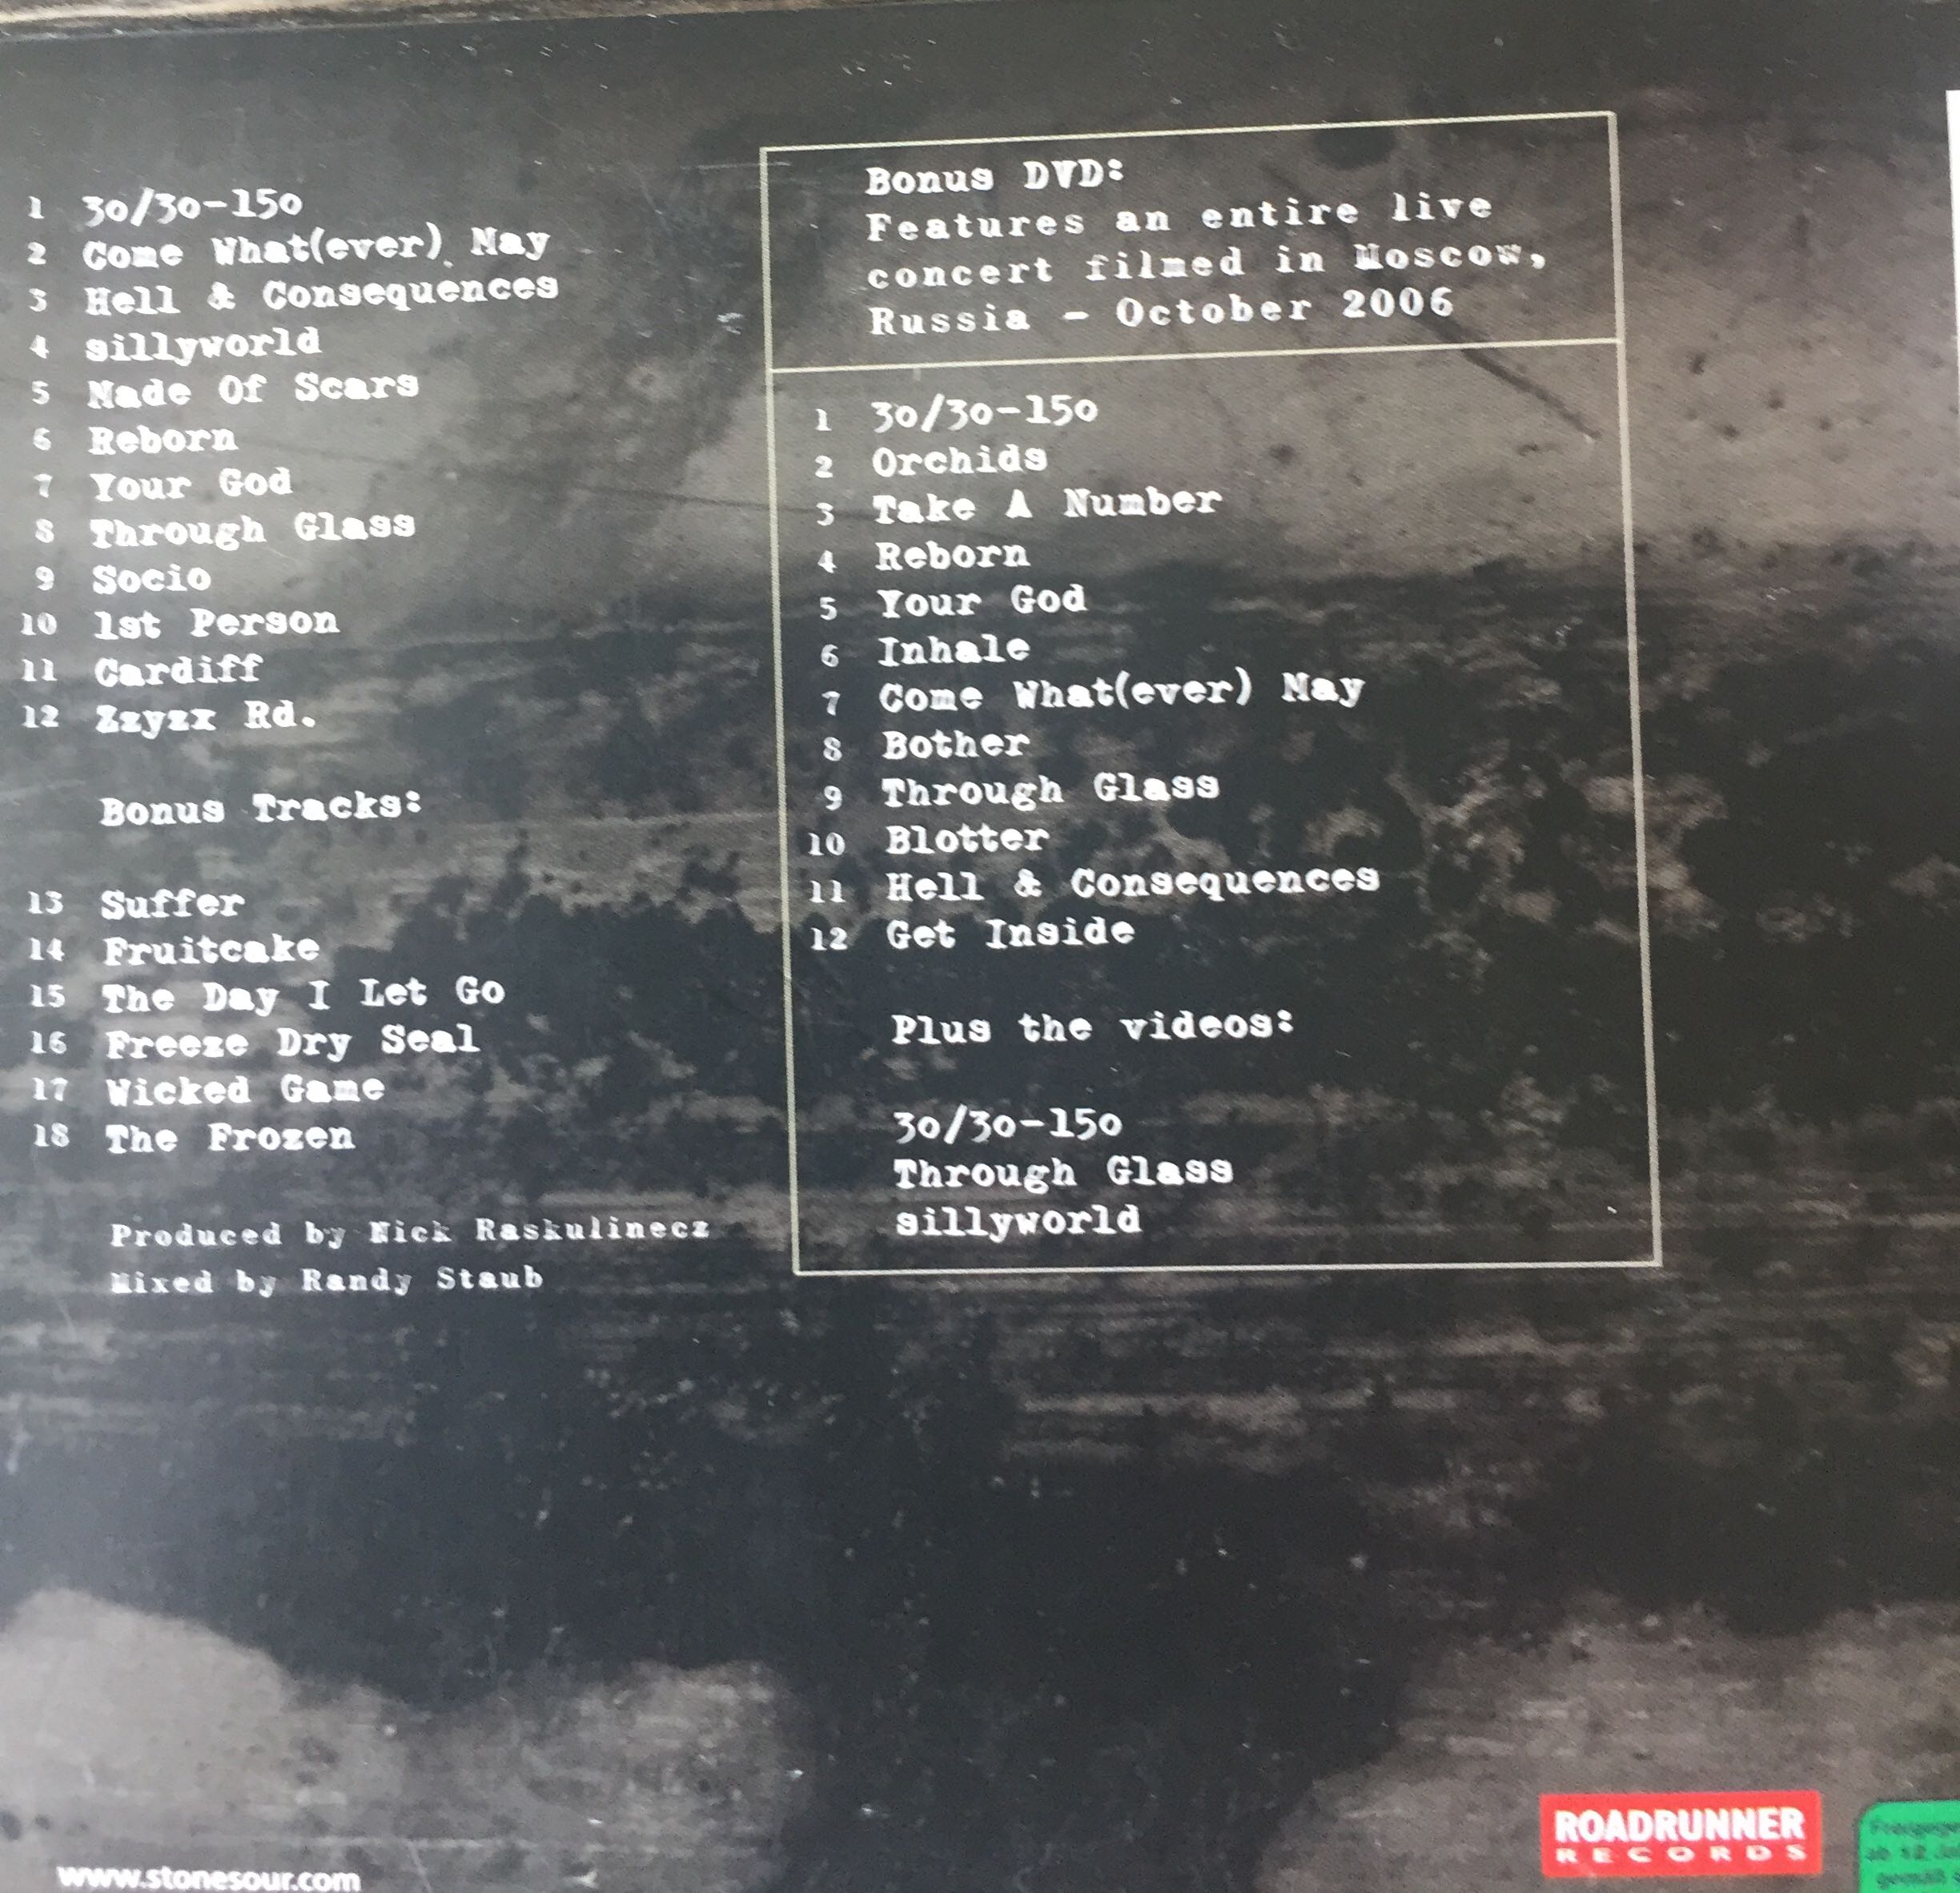 1 30/30-150
2 Come What(ever) May
3 Hell & Consequences
4 sillyworld
5 Made Of Scars
6 Reborn
7 Your God
8 Through Glass
9 Socio
10 1st Person
11 Cardiff
12 Zzyzx Rd.
Bonus Tracks:
13 Suffer
14 Fruitcake
15 The Day I Let Go
16 Freeze Dry Seal
17 Wicked Game
18 The Frozen
Produced by Nick Raskulinecz
Mixed by Randy Staub
Bonus DVD:
Features an entire live
concert filmed in Moscow,
Russia - October 2006
1 30/30-150
2 Orchids
3 Take A Number
4 Reborn
5 Your God
6 Inhale
7 Come What(ever) May
8 Bother
9 Through Glass
10 Blotter
11 Hell & Consequences
12 Get Inside
Plus the videos:
30/30-150
Through Glass
sillyworld
www.stonesour.com
ROADRUNNER
RECORDS
ab 12
gemäß